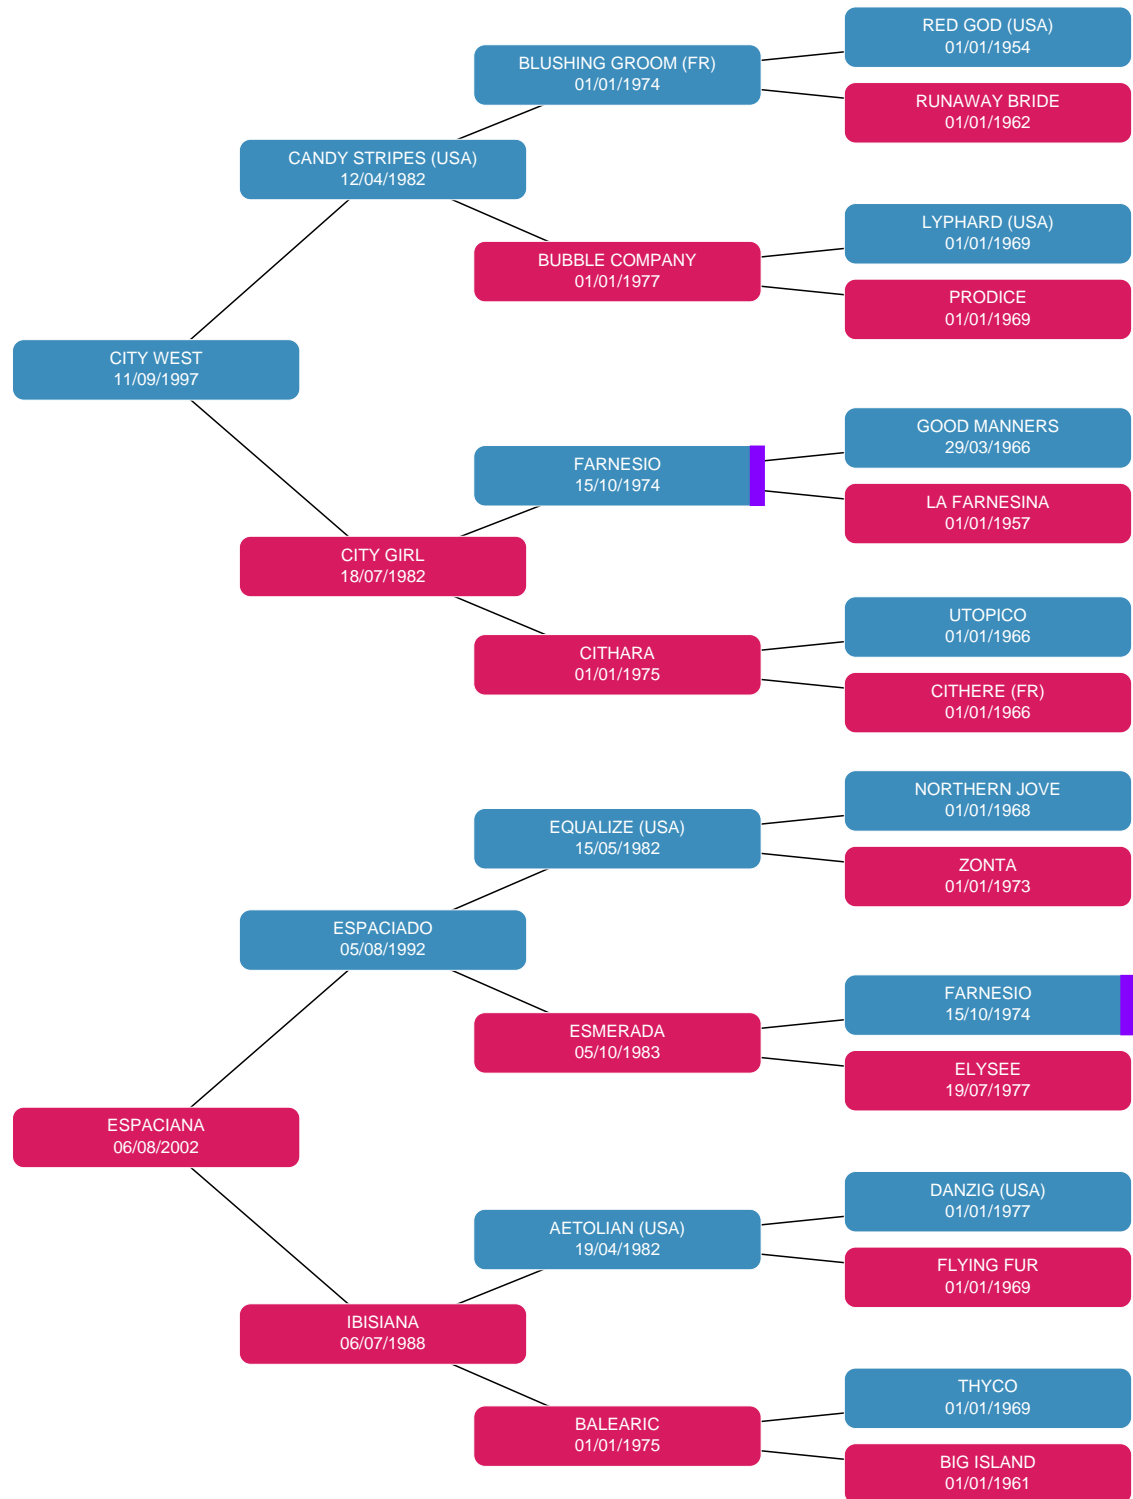 RED GOD (USA)
01/01/1954
BLUSHING GROOM (FR)
01/01/1974
RUNAWAY BRIDE
01/01/1962
CANDY STRIPES (USA)
12/04/1982
LYPHARD (USA)
01/01/1969
BUBBLE COMPANY
01/01/1977
PRODICE
01/01/1969
CITY WEST
11/09/1997
GOOD MANNERS
29/03/1966
FARNESIO
15/10/1974
LA FARNESINA
01/01/1957
CITY GIRL
18/07/1982
UTOPICO
01/01/1966
CITHARA
01/01/1975
CITHERE (FR)
01/01/1966
NORTHERN JOVE
01/01/1968
EQUALIZE (USA)
15/05/1982
ZONTA
01/01/1973
ESPACIADO
05/08/1992
FARNESIO
15/10/1974
ESMERADA
05/10/1983
ELYSEE
19/07/1977
ESPACIANA
06/08/2002
DANZIG (USA)
01/01/1977
AETOLIAN (USA)
19/04/1982
FLYING FUR
01/01/1969
IBISIANA
06/07/1988
THYCO
01/01/1969
BALEARIC
01/01/1975
BIG ISLAND
01/01/1961